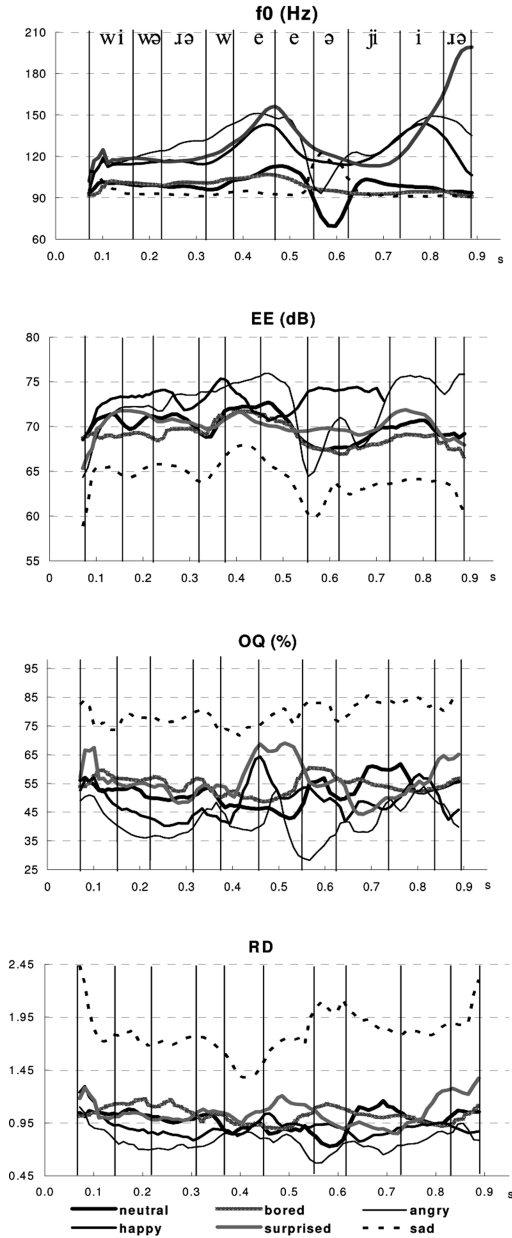 f0 (Hz)
210
180
150
120
90
60
wi wə ɹə w e e ə ji i ɹə
0.0 0.1 0.2 0.3 0.4 0.5 0.6 0.7 0.8 0.9 s
EE (dB)
80
75
70
65
60
55
0 0.1 0.2 0.3 0.4 0.5 0.6 0.7 0.8 0.9 s
OQ (%)
95
85
75
65
55
45
35
25
0 0.1 0.2 0.3 0.4 0.5 0.6 0.7 0.8 0.9 s
RD
2.45
1.95
1.45
0.95
0.45
0.0 0.1 0.2 0.3 0.4 0.5 0.6 0.7 0.8 0.9 s
neutral bored angry
happy surprised sad